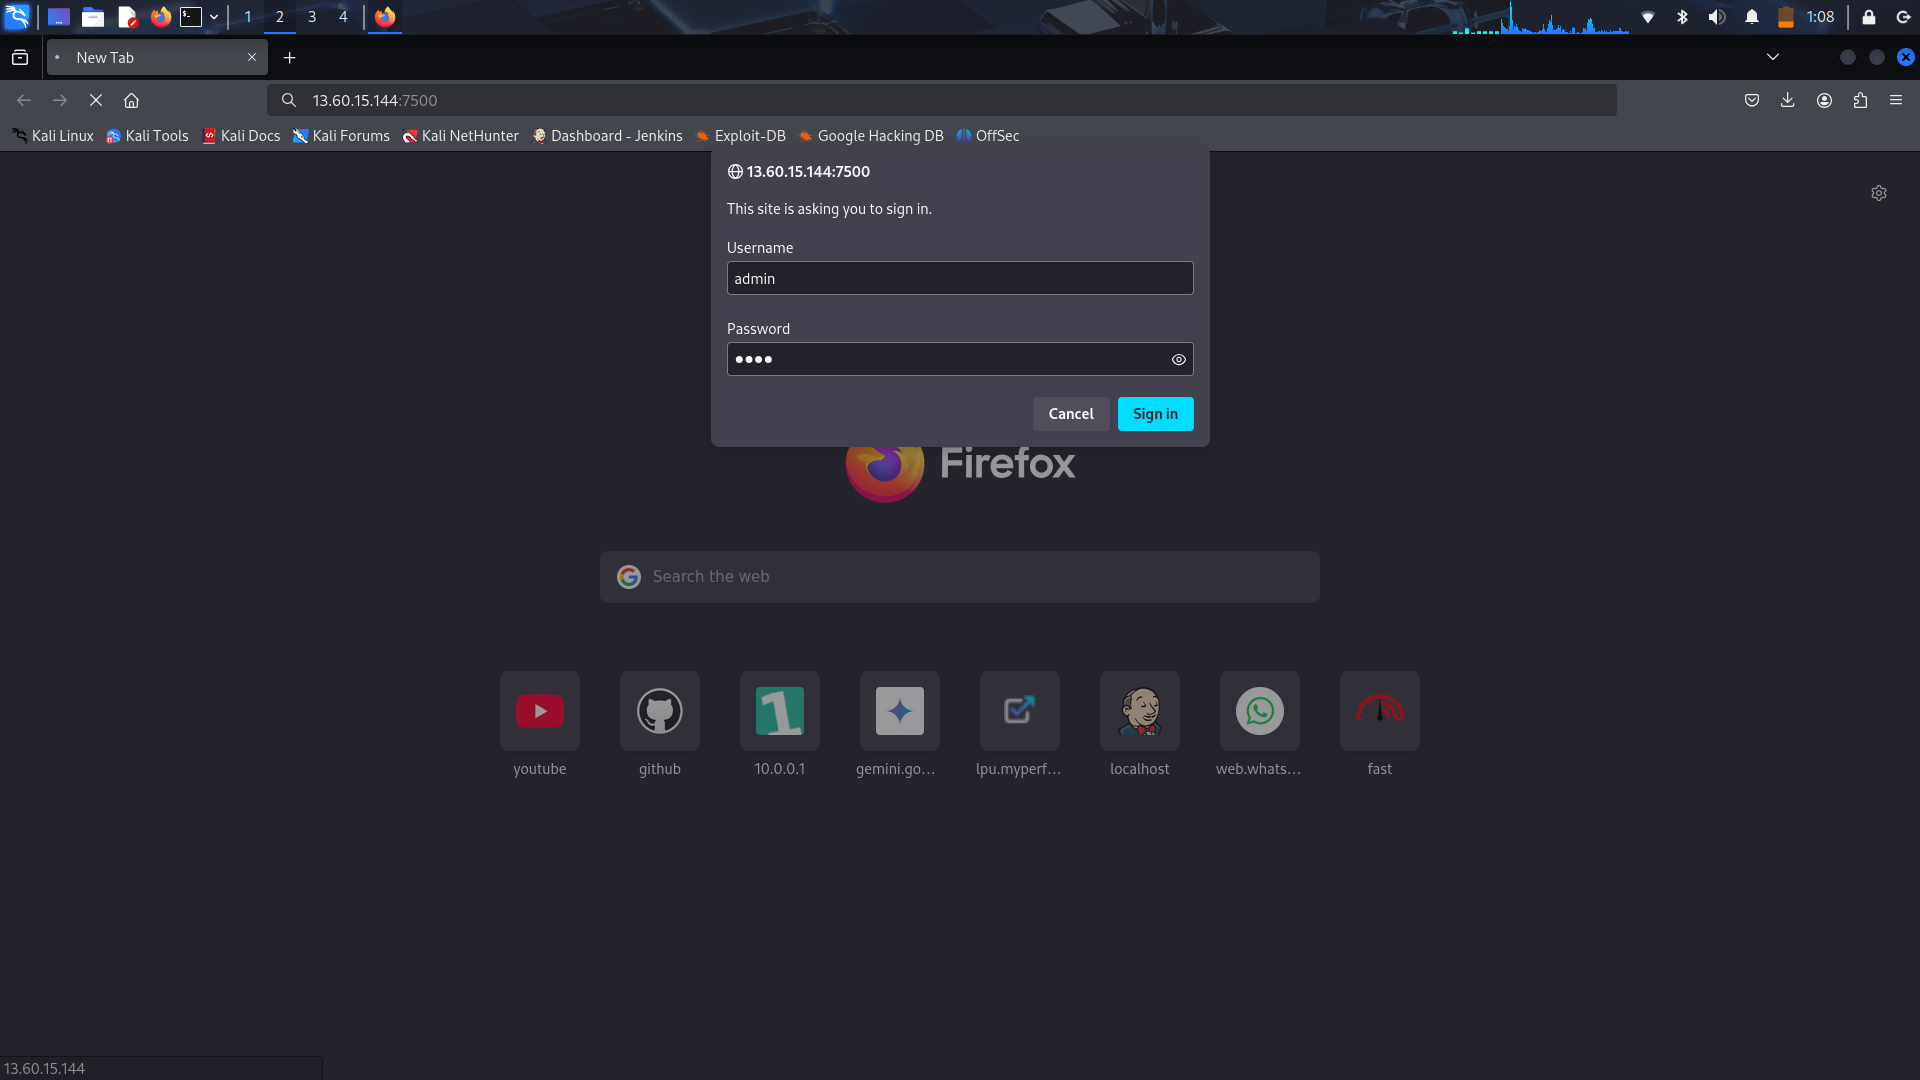 1 2 3 4 1:08
New Tab
13.60.15.144:7500
Kali Linux Kali Tools Kali Docs Kali Forums Kali NetHunter Dashboard - Jenkins Exploit-DB Google Hacking DB OffSec
13.60.15.144:7500
This site is asking you to sign in.
Username
admin
Password
Cancel Sign in
Firefox
Search the web
youtube github 10.0.0.1 gemini.go... lpu.myperf... localhost web.whats... fast
13.60.15.144